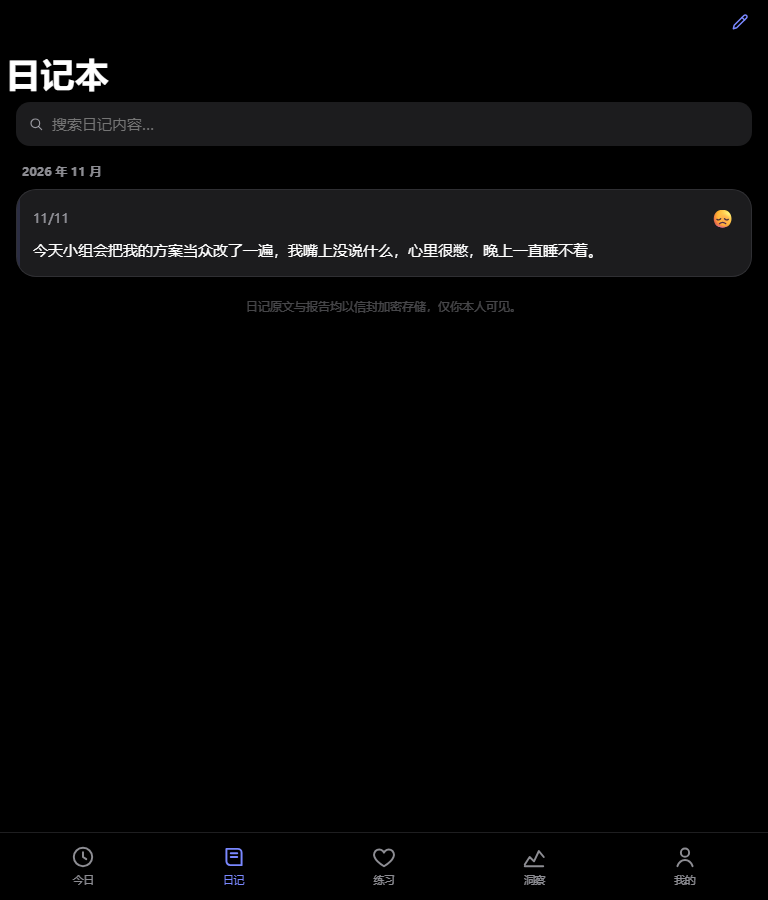 日记本
搜索日记内容...
2026 年 11 月
11/11
今天小组会把我的方案当众改了一遍，我嘴上没说什么，心里很憋，晚上一直睡不着。
日记原文与报告均以信封加密存储，仅你本人可见。
今日
日记
练习
洞察
我的